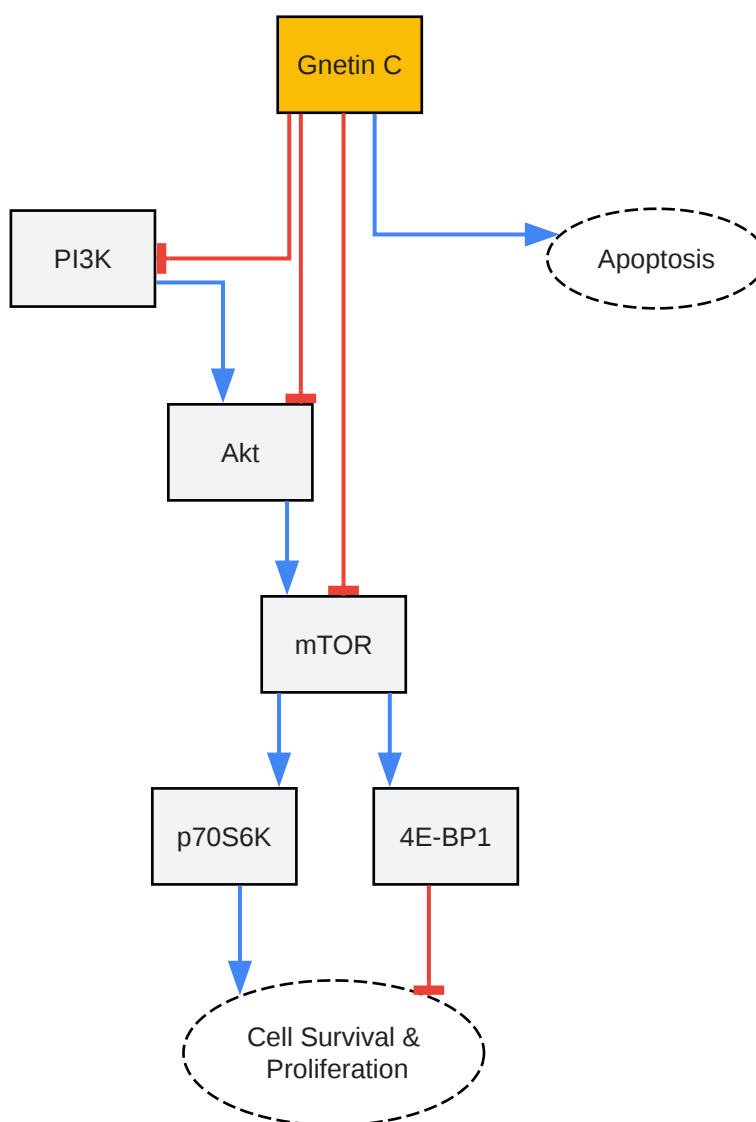 Gnetin C
PI3K
Apoptosis
Akt
mTOR
p70S6K
4E-BP1
Cell Survival &
Proliferation